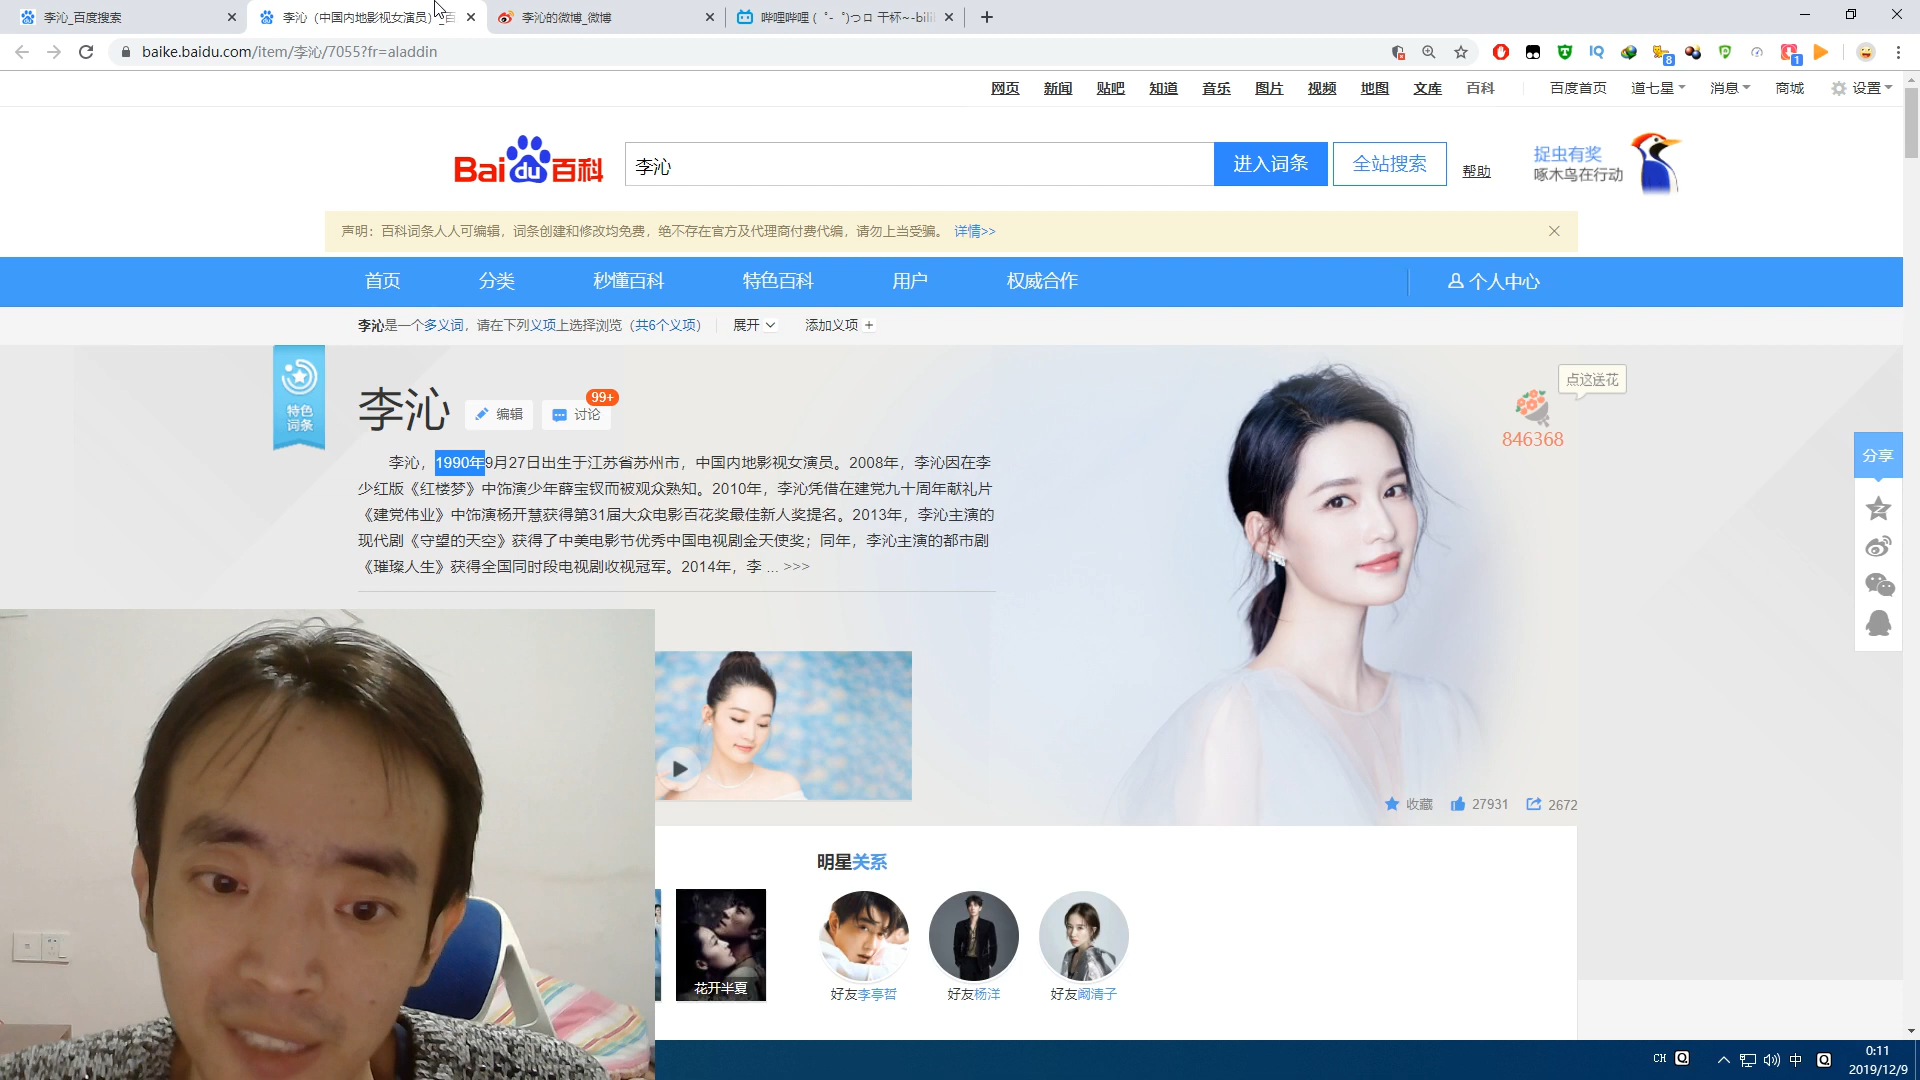 李沁_百度搜索
李沁（中国内地影视女演员）_百
李沁的微博_微博
哔哩哔哩 ( ゜- ゜)つロ 干杯~-bili
baike.baidu.com/item/李沁/7055?fr=aladdin
网页 新闻 贴吧 知道 音乐 图片 视频 地图 文库 百科 百度首页 道七星 消息 商城 设置
Bai du 百科
李沁
进入词条
全站搜索
帮助
捉虫有奖
啄木鸟在行动
声明：百科词条人人可编辑，词条创建和修改均免费，绝不存在官方及代理商付费代编，请勿上当受骗。 详情>>
首页 分类 秒懂百科 特色百科 用户 权威合作 个人中心
李沁是一个多义词，请在下列义项上选择浏览（共6个义项） 展开 添加义项 +
特色
词条
李沁
编辑
讨论
99+
点这送花
846368
李沁，1990年9月27日出生于江苏省苏州市，中国内地影视女演员。2008年，李沁因在李
少红版《红楼梦》中饰演少年薛宝钗而被观众熟知。2010年，李沁凭借在建党九十周年献礼片
《建党伟业》中饰演杨开慧获得第31届大众电影百花奖最佳新人奖提名。2013年，李沁主演的
现代剧《守望的天空》获得了中美电影节优秀中国电视剧金天使奖；同年，李沁主演的都市剧
《璀璨人生》获得全国同时段电视剧收视冠军。2014年，李 ... >>>
分享
收藏 27931 2672
明星关系
花开半夏
好友李亭哲
好友杨洋
好友阚清子
8
1
IQ
CH
中
0:11
2019/12/9